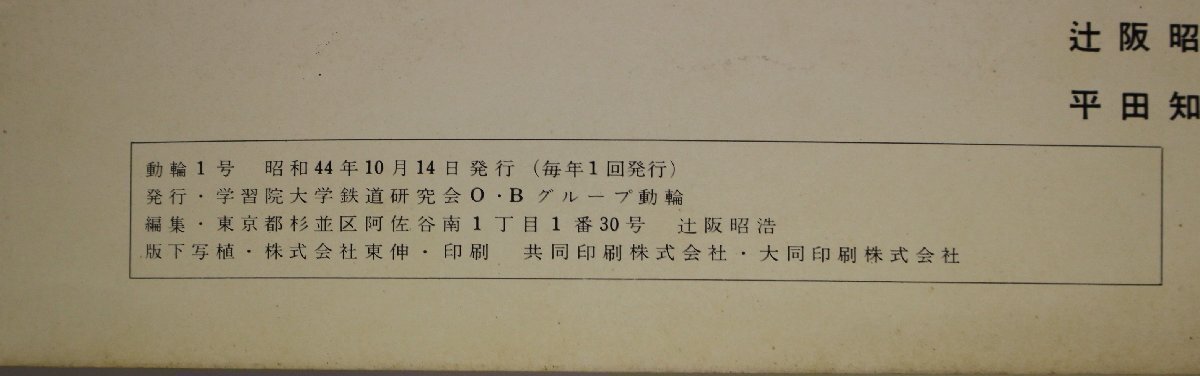 辻阪昭
平田知
動輪1号 昭和44年10月14日発行(毎年1回発行)
発行・学習院大学鉄道研究会O・Bグループ動輪
編集・東京都杉並区阿佐谷南1丁目1番30号 辻阪昭浩
版下写植・株式会社東伸・印刷 共同印刷株式会社・大同印刷株式会社